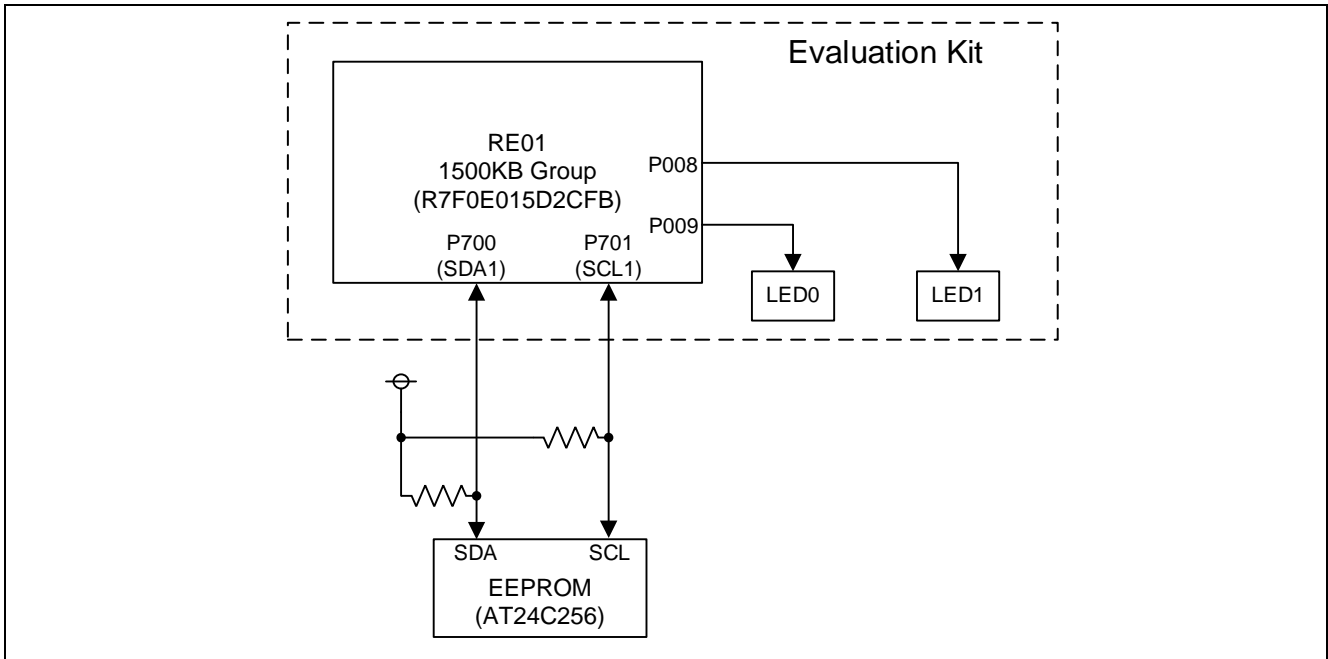 Evaluation Kit
RE01
1500KB Group
(R7F0E015D2CFB)
P008
P009
P700
(SDA1)
P701
(SCL1)
LED0
LED1
SDA
SCL
EEPROM
(AT24C256)